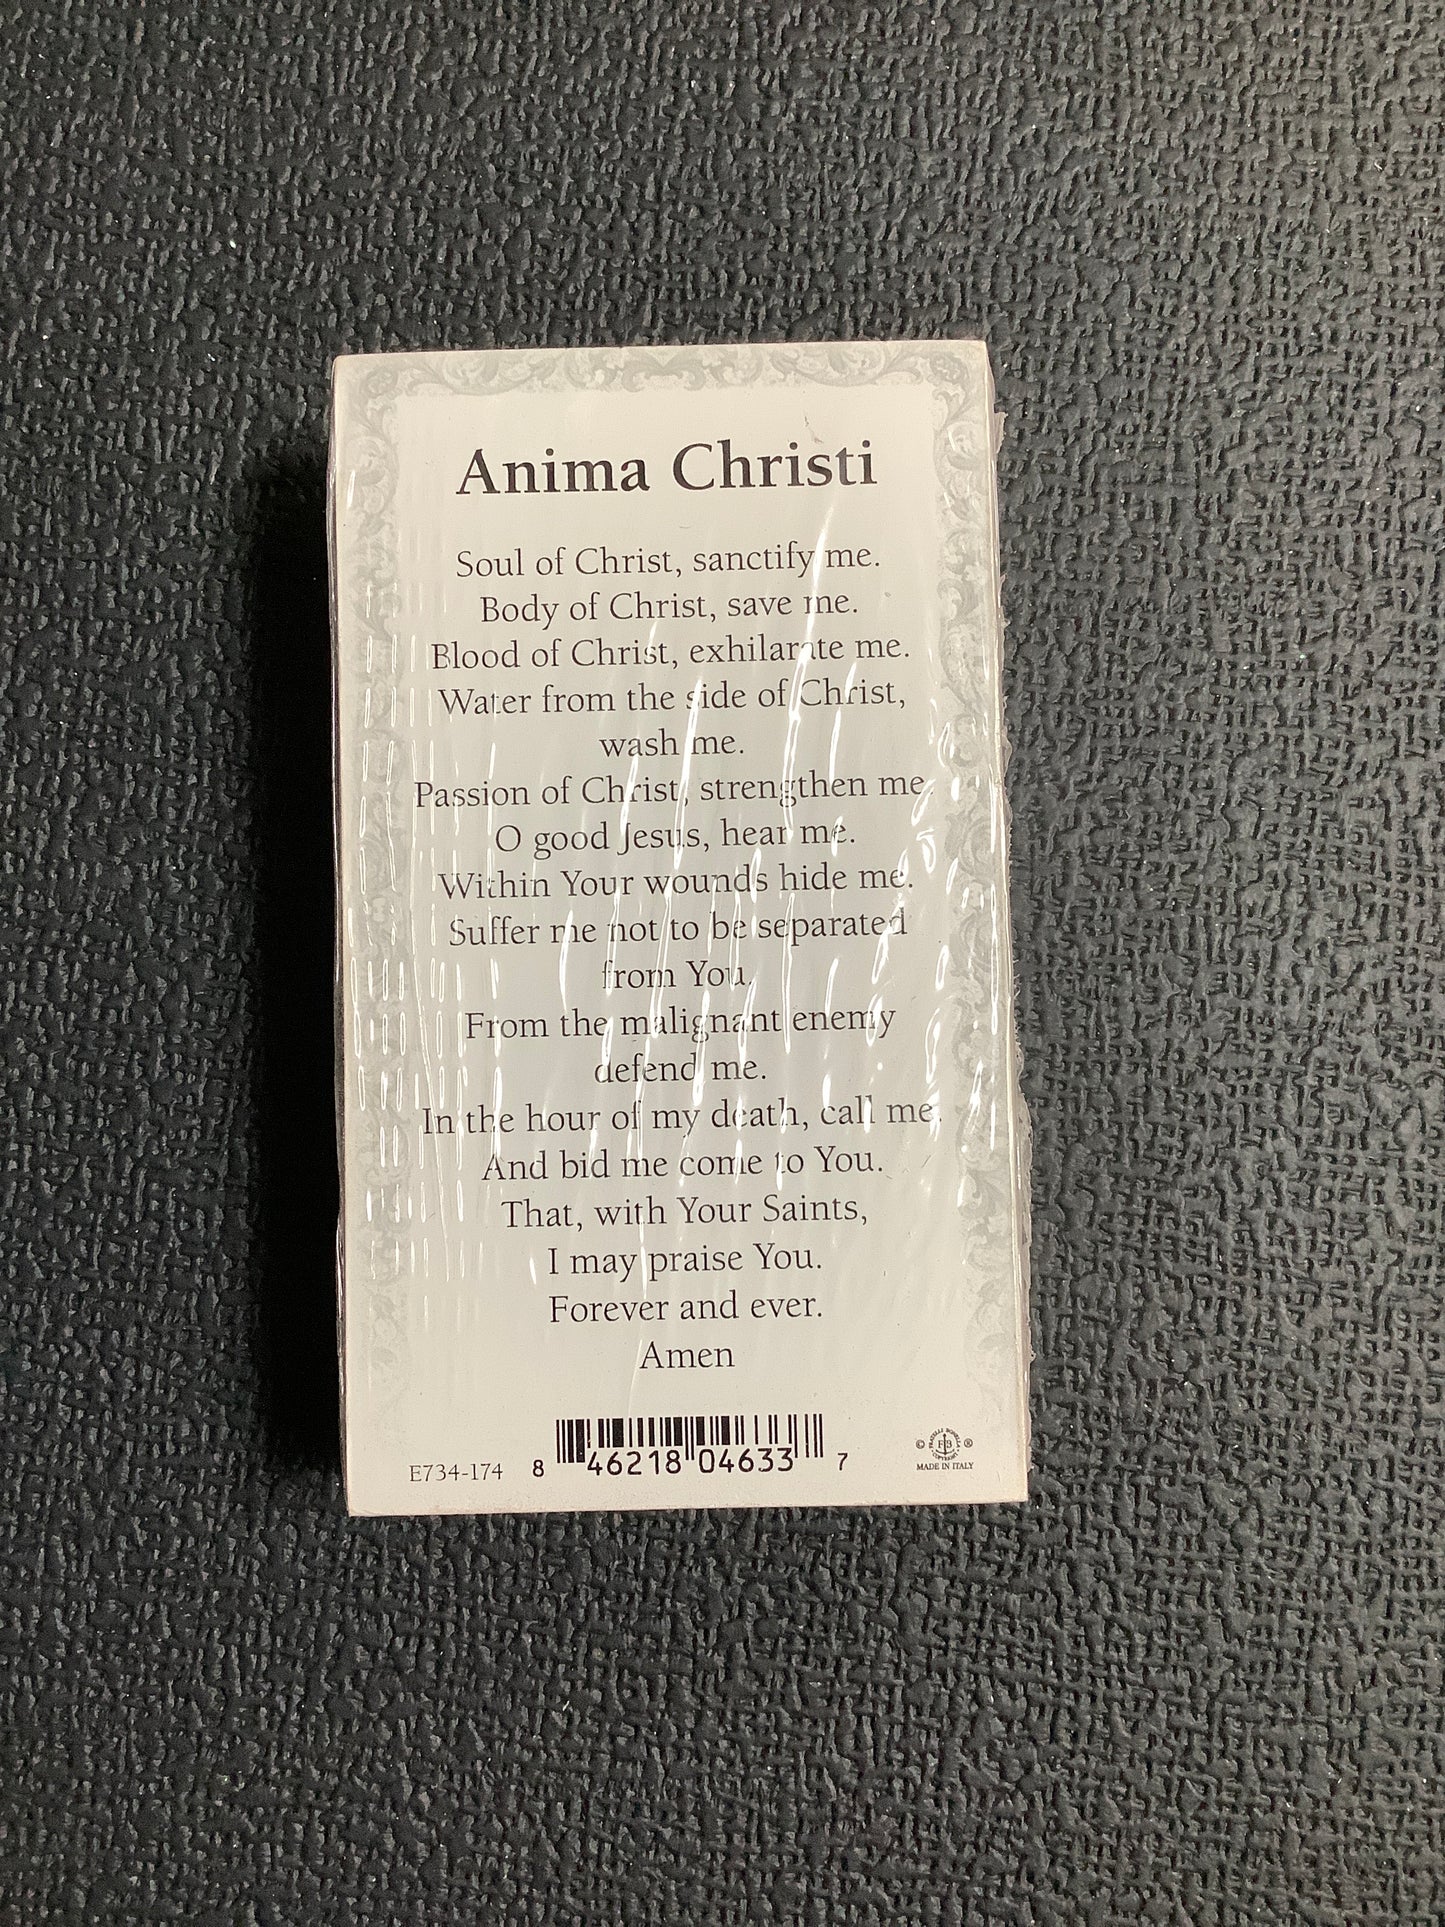 Anima Christi
Soul of Christ, sanctify me.
Body of Christ, save me.
Blood of Christ, exhilarate me.
Water from the side of Christ,
wash me.
Passion of Christ, strengthen me.
O good Jesus, hear me.
Within Your wounds hide me.
Suffer me not to be separated
from You.
From the malignant enemy
defend me.
In the hour of my death, call me.
And bid me come to You.
That, with Your Saints,
I may praise You.
Forever and ever.
Amen
E734-174
8 46218 04633 7
© FRATELLI BONELLA COPYRIGHT FB ®
MADE IN ITALY